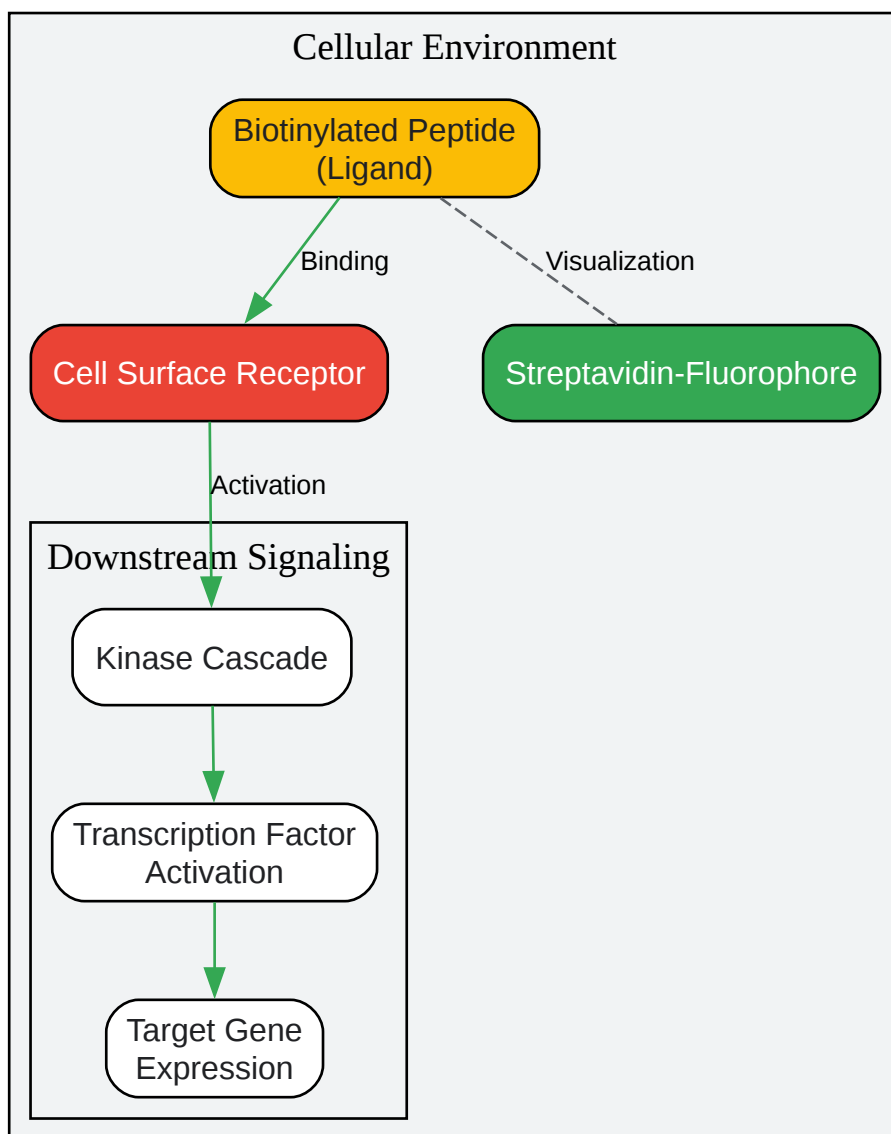 Cellular Environment
Biotinylated Peptide
(Ligand)
Binding
Visualization
Cell Surface Receptor
Streptavidin-Fluorophore
Activation
Downstream Signaling
Kinase Cascade
Transcription Factor
Activation
Target Gene
Expression